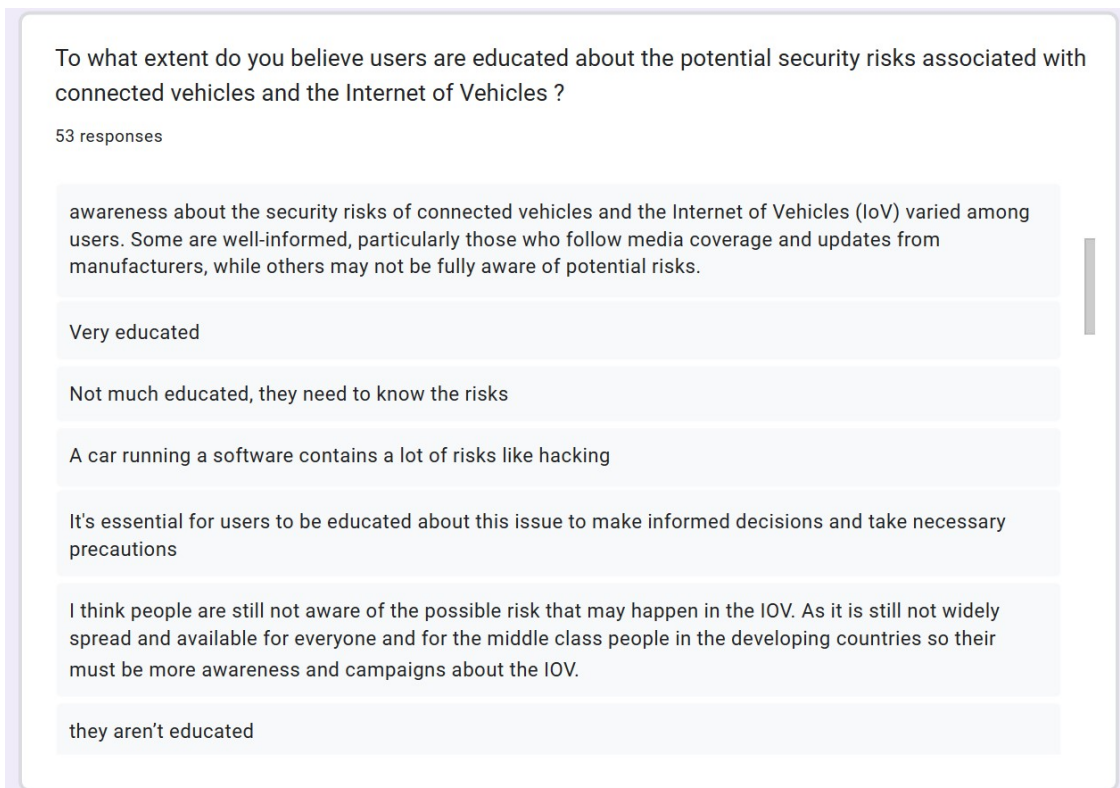 To what extent do you believe users are educated about the potential security risks associated with
connected vehicles and the Internet of Vehicles ?
53 responses
awareness about the security risks of connected vehicles and the Internet of Vehicles (IoV) varied among
users. Some are well-informed, particularly those who follow media coverage and updates from
manufacturers, while others may not be fully aware of potential risks.
Very educated
Not much educated, they need to know the risks
A car running a software contains a lot of risks like hacking
It's essential for users to be educated about this issue to make informed decisions and take necessary
precautions
I think people are still not aware of the possible risk that may happen in the IOV. As it is still not widely
spread and available for everyone and for the middle class people in the developing countries so their
must be more awareness and campaigns about the IOV.
they aren’t educated